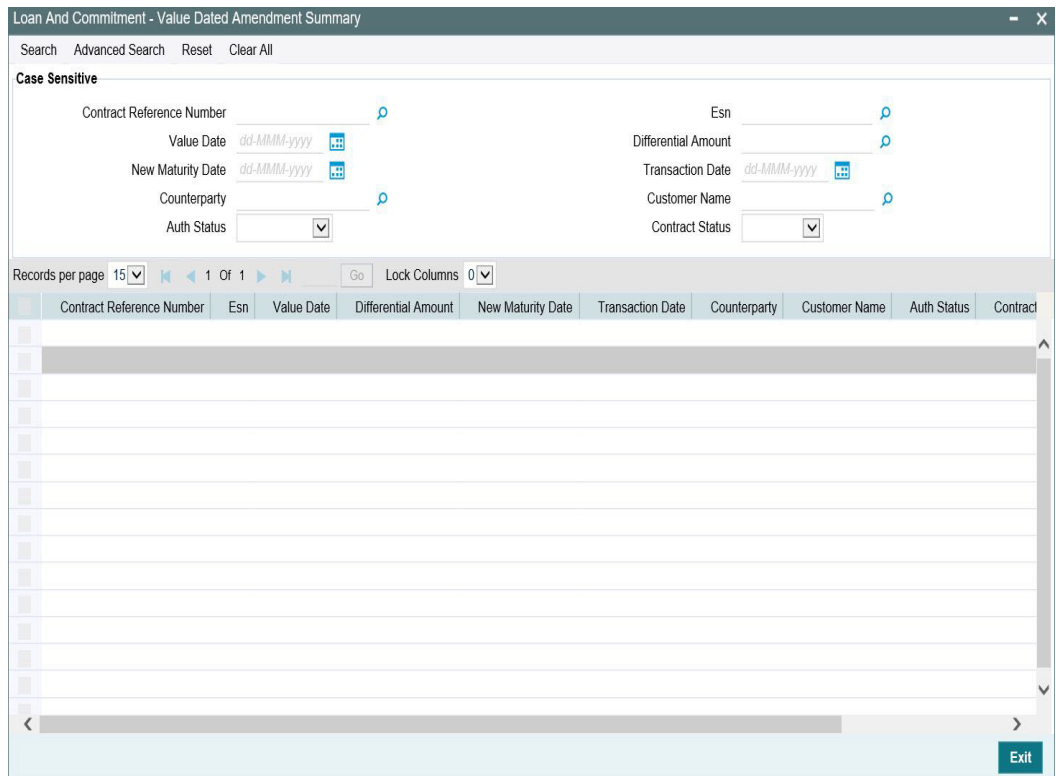 Loan And Commitment - Value Dated Amendment Summary
Search Advanced Search Reset Clear All
Case Sensitive
Contract Reference Number Esn
Value Date dd-MMM-yyyy Differential Amount
New Maturity Date dd-MMM-yyyy Transaction Date dd-MMM-yyyy
Counterparty Customer Name
Auth Status Contract Status
Records per page 15 1 Of 1 Go Lock Columns 0
Contract Reference Number Esn Value Date Differential Amount New Maturity Date Transaction Date Counterparty Customer Name Auth Status Contract
Exit